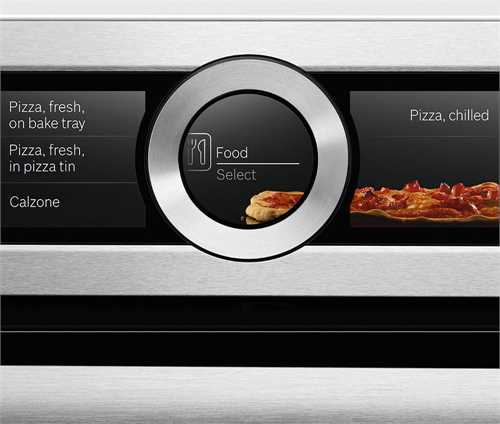 Pizza, fresh,
on bake tray
Pizza, fresh,
in pizza tin
Calzone
Food
Select
Pizza, chilled